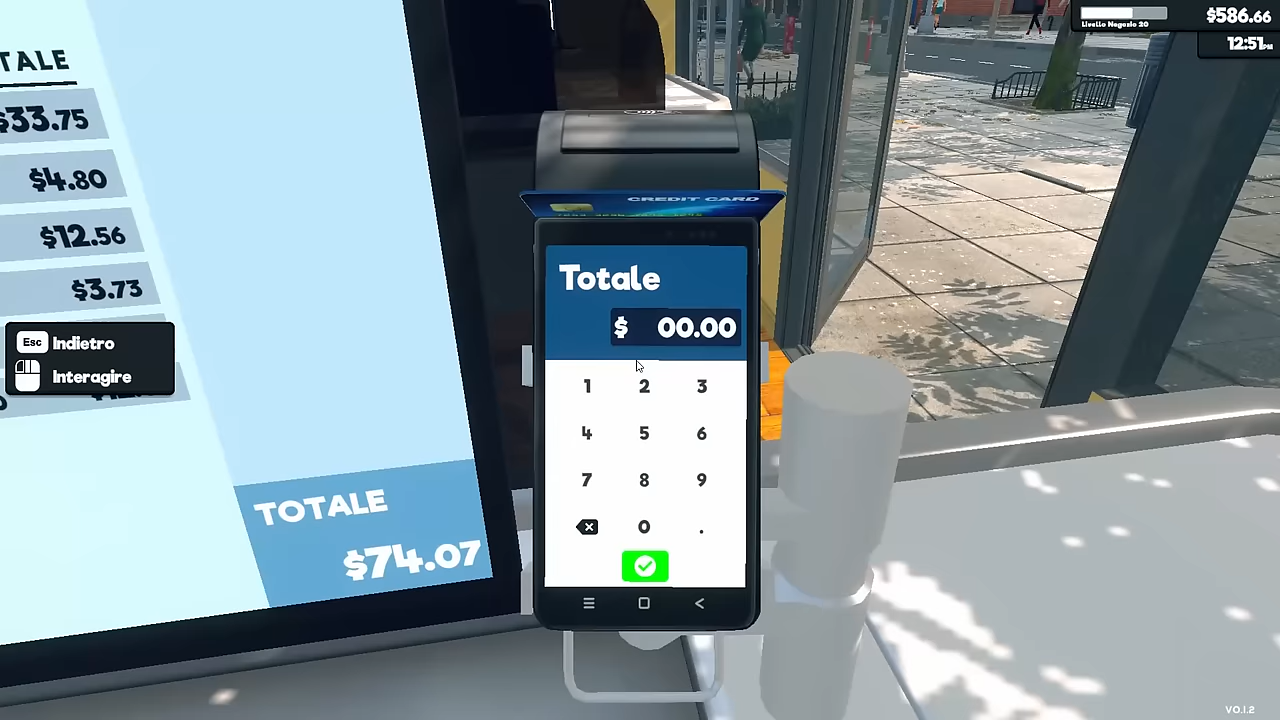 TALE
$33.75
$4.80
$12.56
$3.73
Esc Indietro
Interagire
TOTALE
$74.07
CREDIT CARD
Totale
$ 00.00
1 2 3
4 5 6
7 8 9
0 .
Livello Negozio 20
$586.66
12:51PM
V0.1.2